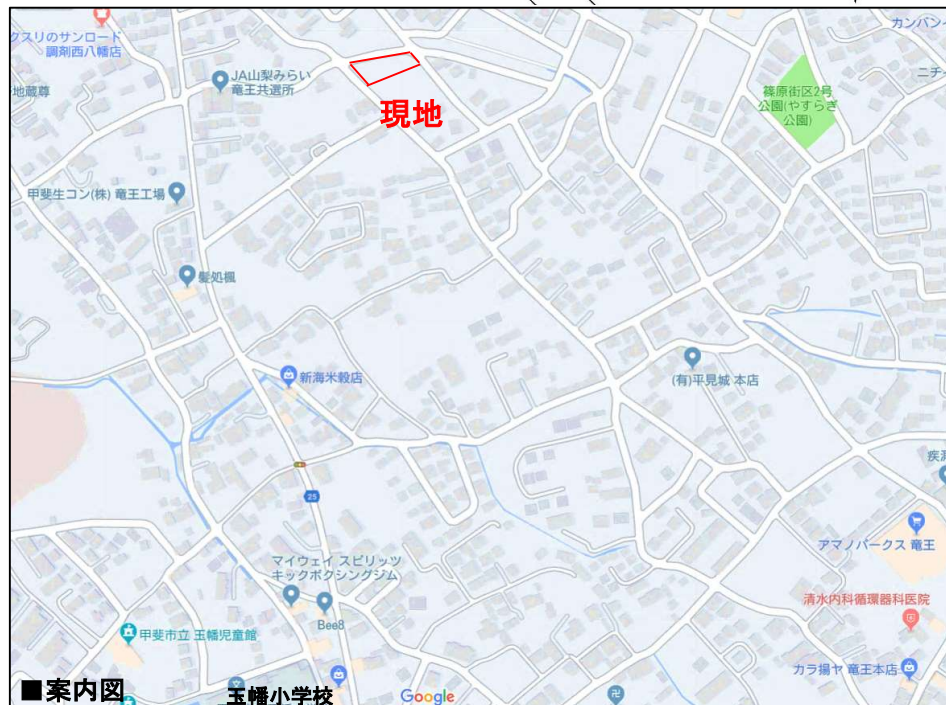 クスリのサンロード
調剤西八幡店
カンバン
JA山梨みらい
竜王共選所
地蔵尊
現地
ニチ
篠原街区2号
公園(やすらぎ
公園)
甲斐生コン(株) 竜王工場
髪処楓
新海米穀店
(有)平見城 本店
25
アマノパークス 竜王
マイウェイ スピリッツ
キックボクシングジム
Bee8
清水内科循環器科医院
甲斐市立 玉幡児童館
カラ揚ヤ 竜王本店
■案内図
玉幡小学校
Google